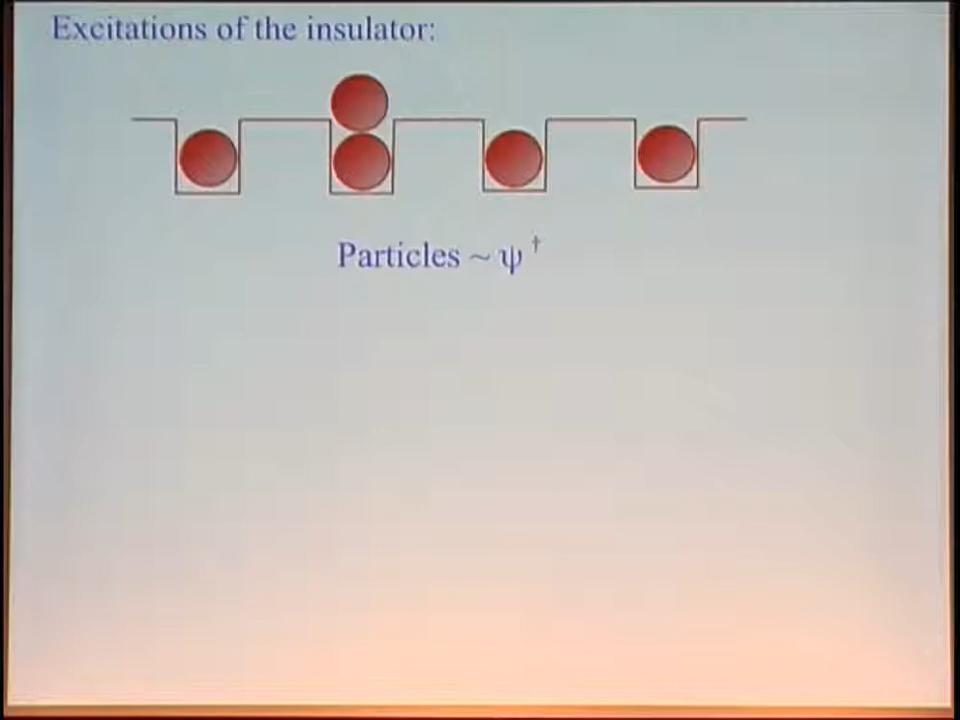 Excitations of the insulator:
Particles ~ ψ†